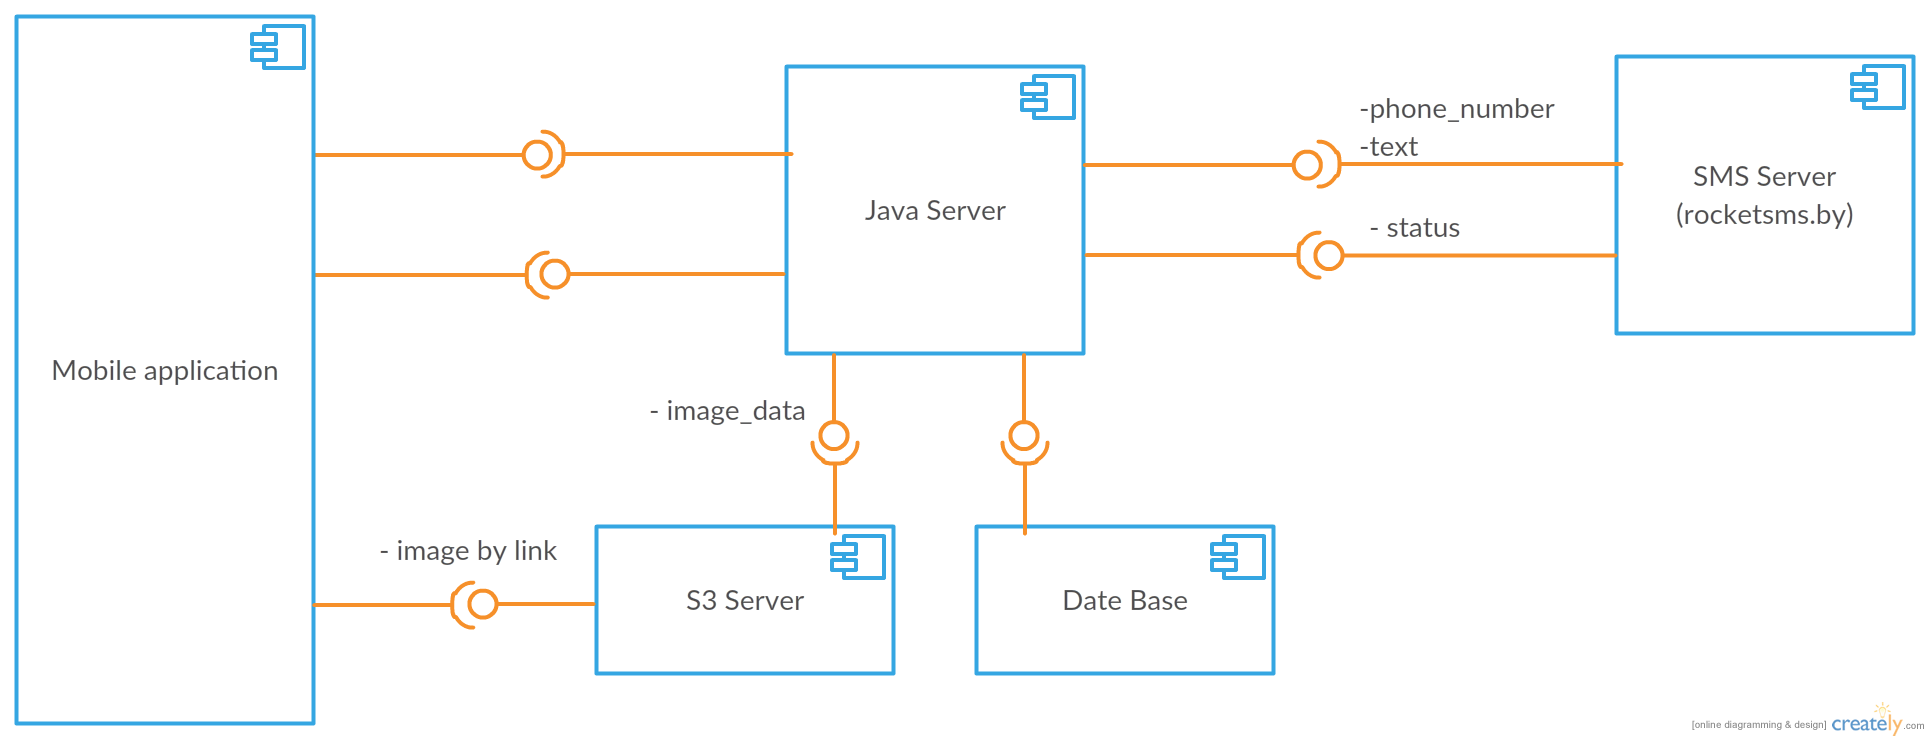 Mobile application
Java Server
-phone_number
-text
- status
SMS Server
(rocketsms.by)
- image_data
- image by link
S3 Server
Date Base
[online diagramming & design] creately.com